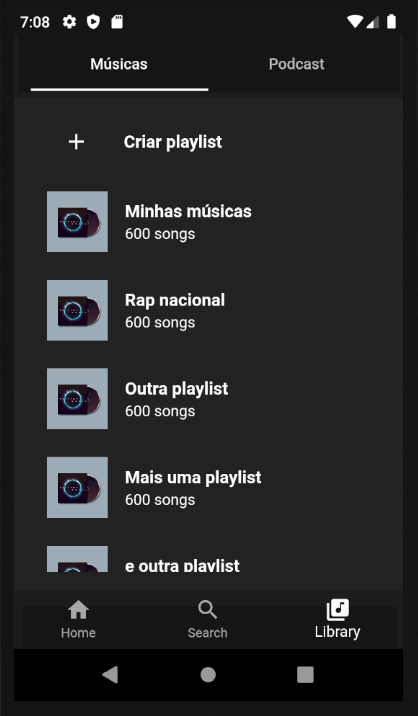 7:08
Músicas
Podcast
Criar playlist
Minhas músicas
600 songs
Rap nacional
600 songs
Outra playlist
600 songs
Mais uma playlist
600 songs
e outra playlist
Home
Search
Library